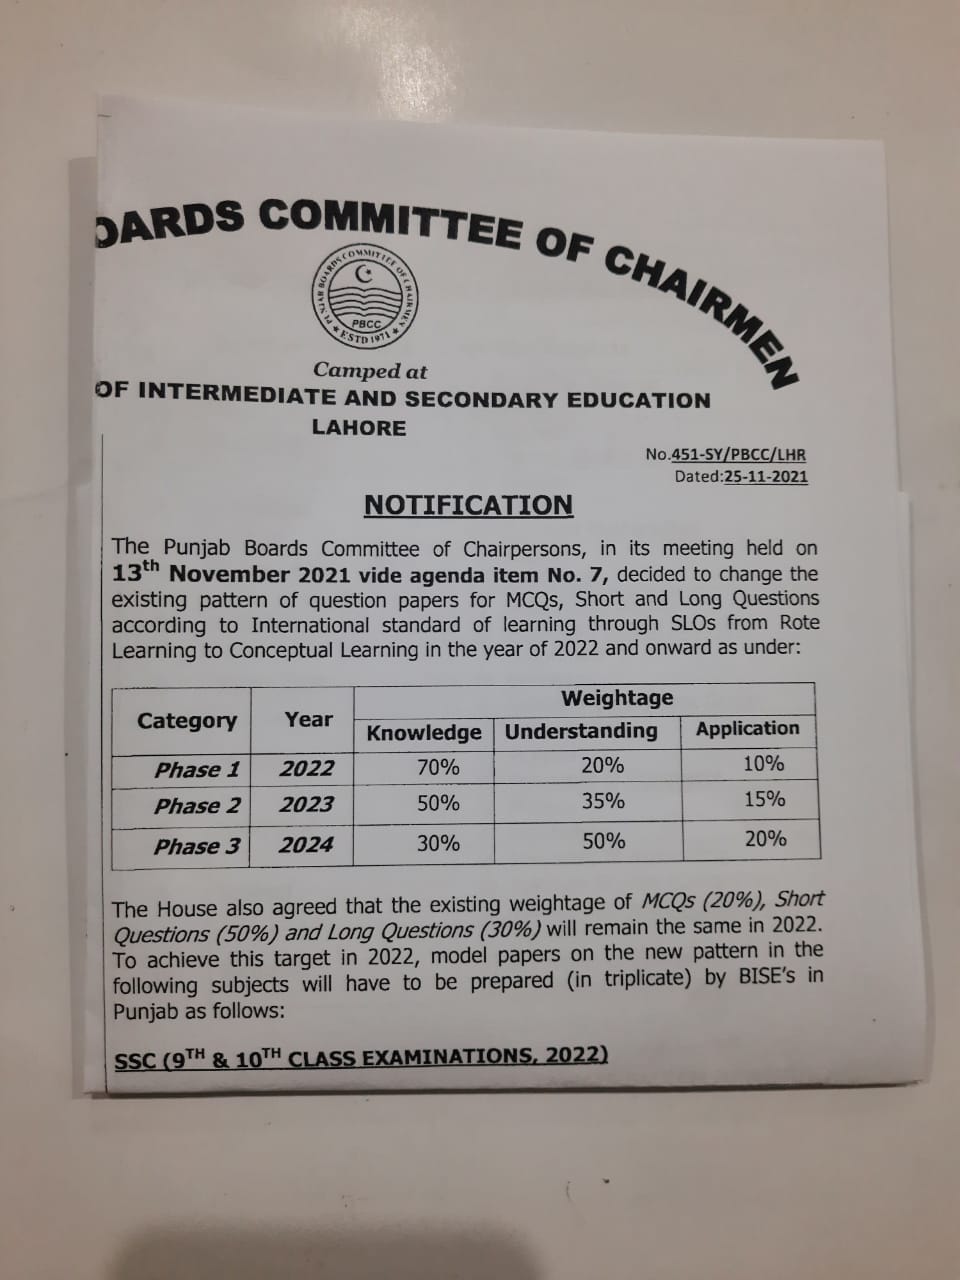 OARDS COMMITTEE OF CHAIRMEN
PUNJAB BOARDS COMMITTEE OF CHAIRMEN
PBCC
★ ESTD 1971 ★
Camped at
OF INTERMEDIATE AND SECONDARY EDUCATION
LAHORE
No.451-SY/PBCC/LHR
Dated:25-11-2021
NOTIFICATION
The Punjab Boards Committee of Chairpersons, in its meeting held on
13th November 2021 vide agenda item No. 7, decided to change the
existing pattern of question papers for MCQs, Short and Long Questions
according to International standard of learning through SLOs from Rote
Learning to Conceptual Learning in the year of 2022 and onward as under:
Category Year Weightage
Knowledge Understanding Application
Phase 1 2022 70% 20% 10%
Phase 2 2023 50% 35% 15%
Phase 3 2024 30% 50% 20%
The House also agreed that the existing weightage of MCQs (20%), Short
Questions (50%) and Long Questions (30%) will remain the same in 2022.
To achieve this target in 2022, model papers on the new pattern in the
following subjects will have to be prepared (in triplicate) by BISE's in
Punjab as follows:
SSC (9TH & 10TH CLASS EXAMINATIONS, 2022)